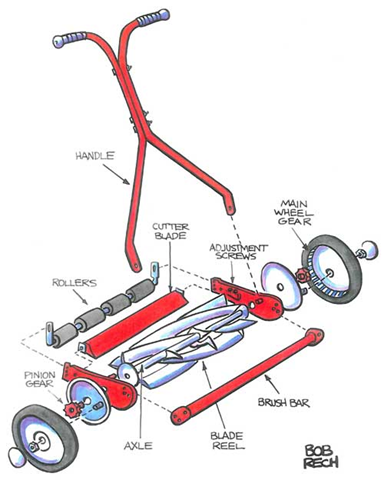 HANDLE
MAIN
WHEEL
GEAR
CUTTER
BLADE
ADJUSTMENT
SCREWS
ROLLERS
PINION
GEAR
BRUSH BAR
AXLE
BLADE
REEL
BOB
RECH